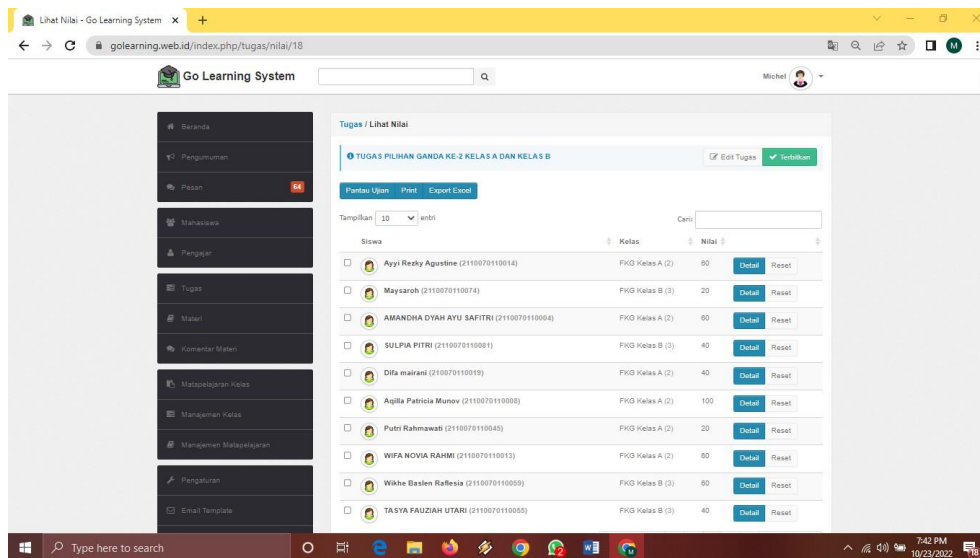 Lihat Nilai - Go Learning System
golearning.web.id/index.php/tugas/nilai/18
M
Go Learning System
Michel
Beranda
Pengumuman
Pesan 64
Mahasiswa
Pengajar
Tugas
Materi
Komentar Materi
Matapelajaran Kelas
Manajemen Kelas
Manajemen Matapelajaran
Pengaturan
Email Template
Tugas / Lihat Nilai
TUGAS PILIHAN GANDA KE-2 KELAS A DAN KELAS B
Edit Tugas Terbitkan
Pantau Ujian Print Export Excel
Tampilkan 10 entri Cari:
Siswa Kelas Nilai
Ayyi Rezky Agustine (2110070110014) FKG Kelas A (2) 60 Detail Reset
Maysaroh (2110070110074) FKG Kelas B (3) 20 Detail Reset
AMANDHA DYAH AYU SAFITRI (2110070110004) FKG Kelas A (2) 60 Detail Reset
SULPIA PITRI (2110070110081) FKG Kelas B (3) 40 Detail Reset
Difa mairani (210070110019) FKG Kelas A (2) 40 Detail Reset
Aqilla Patricia Munov (2110070110008) FKG Kelas A (2) 100 Detail Reset
Putri Rahmawati (2110070110045) FKG Kelas A (2) 20 Detail Reset
WIFA NOVIA RAHMI (2110070110013) FKG Kelas A (2) 80 Detail Reset
Wikhe Baslen Raflesia (2110070110059) FKG Kelas B (3) 60 Detail Reset
TASYA FAUZIAH UTARI (2110070110055) FKG Kelas B (3) 40 Detail Reset
Type here to search
7:42 PM
10/23/2022